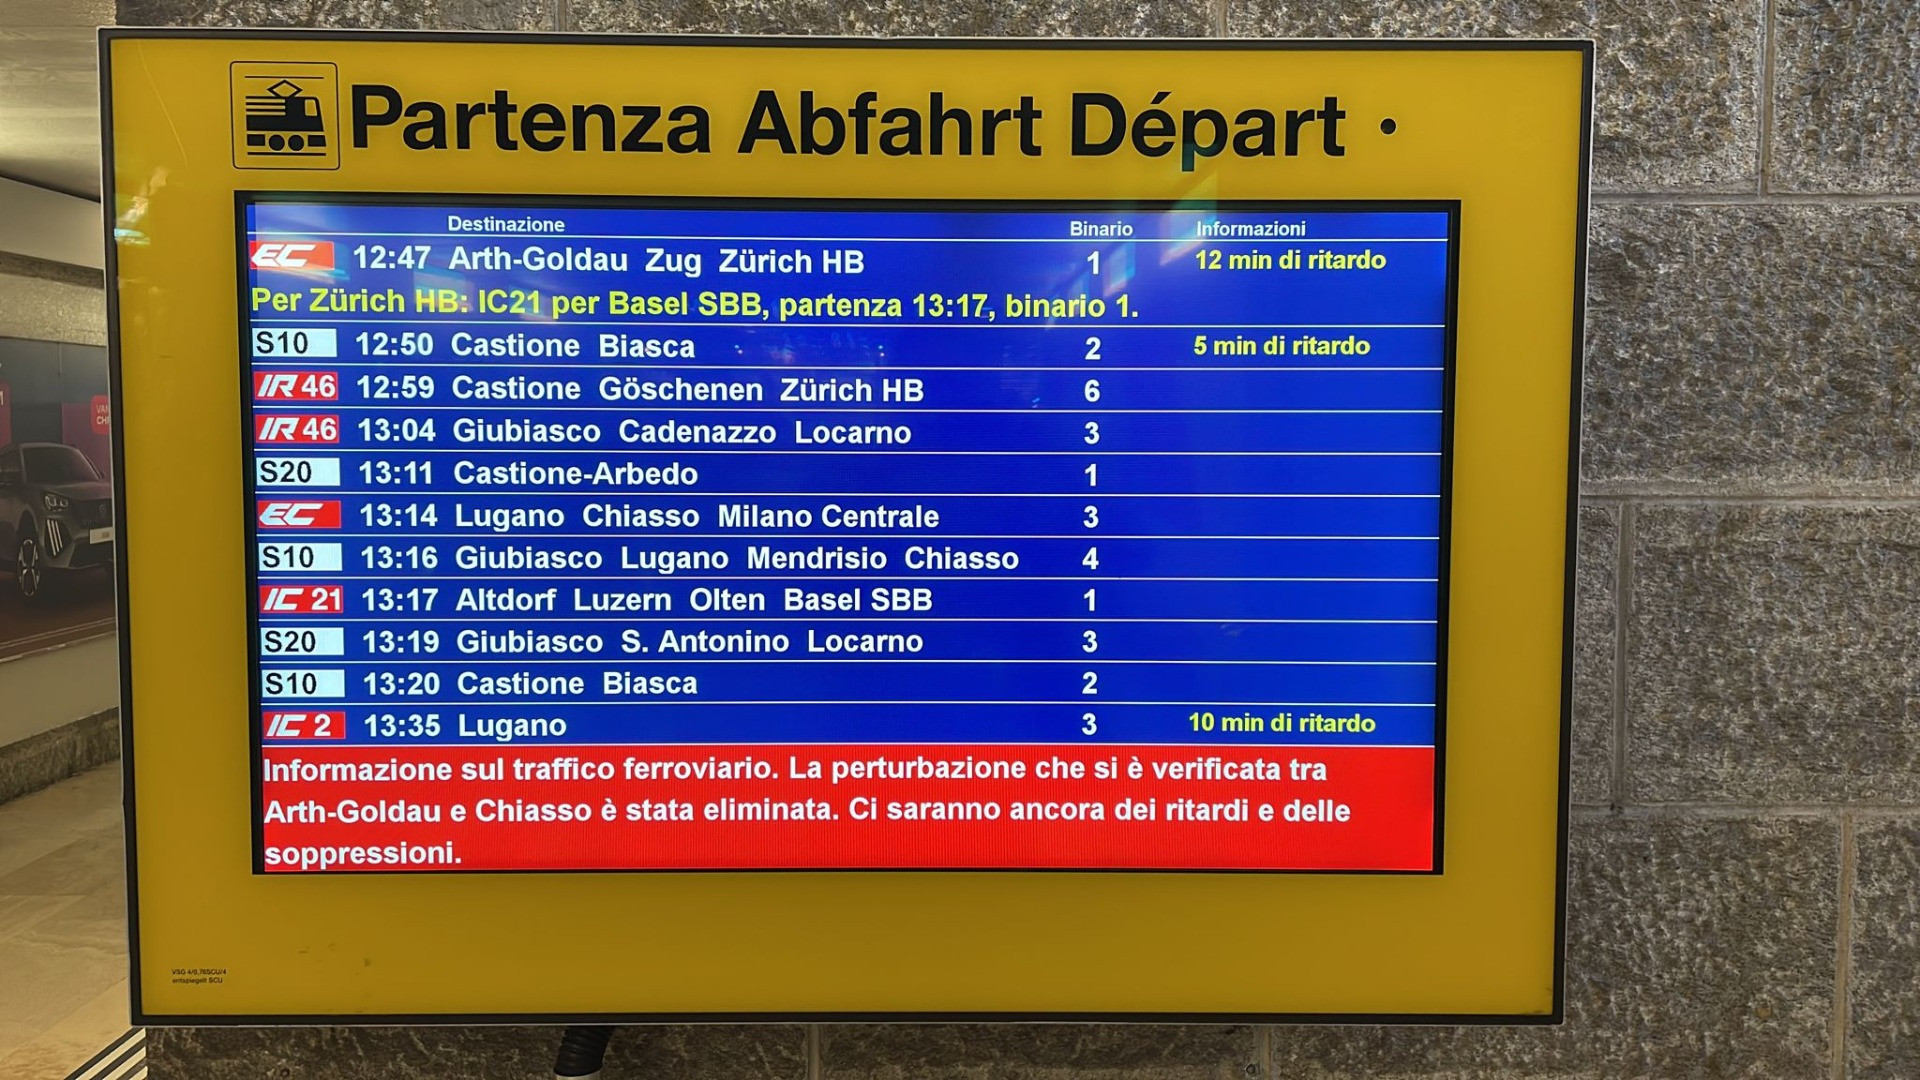 Partenza Abfahrt Départ •
Destinazione Binario Informazioni
EC 12:47 Arth-Goldau Zug Zürich HB 1 12 min di ritardo
Per Zürich HB: IC21 per Basel SBB, partenza 13:17, binario 1.
S10 12:50 Castione Biasca 2 5 min di ritardo
IR 46 12:59 Castione Göschenen Zürich HB 6
IR 46 13:04 Giubiasco Cadenazzo Locarno 3
S20 13:11 Castione-Arbedo 1
EC 13:14 Lugano Chiasso Milano Centrale 3
S10 13:16 Giubiasco Lugano Mendrisio Chiasso 4
IC 21 13:17 Altdorf Luzern Olten Basel SBB 1
S20 13:19 Giubiasco S. Antonino Locarno 3
S10 13:20 Castione Biasca 2
IC 2 13:35 Lugano 3 10 min di ritardo
Informazione sul traffico ferroviario. La perturbazione che si è verificata tra
Arth-Goldau e Chiasso è stata eliminata. Ci saranno ancora dei ritardi e delle
soppressioni.
entspiegelt SCU